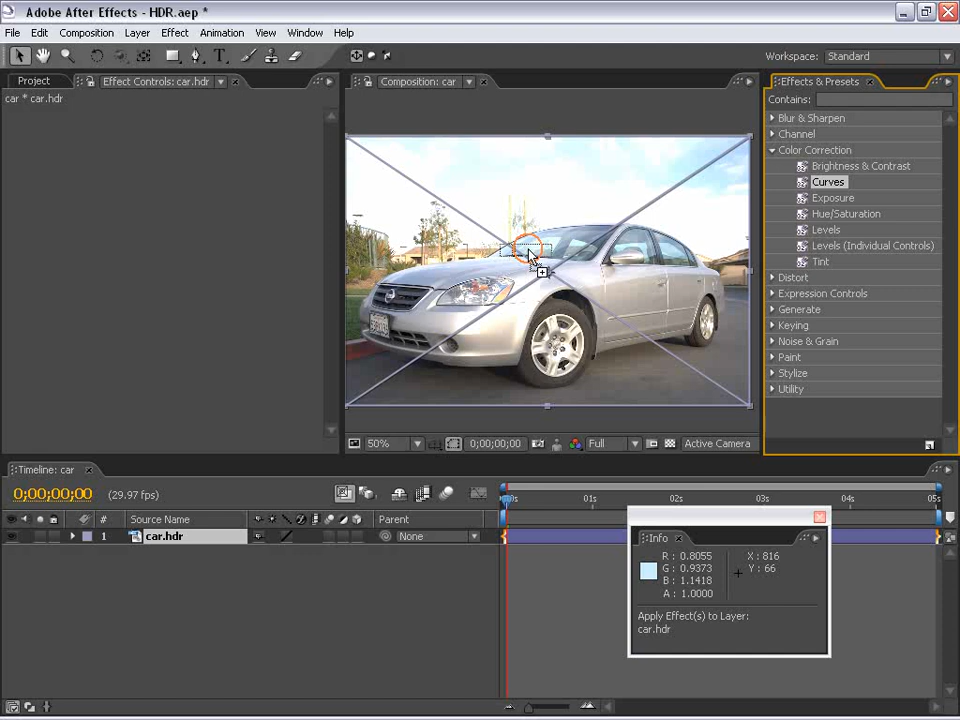 Adobe After Effects - HDR.aep *
File Edit Composition Layer Effect Animation View Window Help
Workspace: Standard
Project
Effect Controls: car.hdr
car * car.hdr
Composition: car
Effects & Presets
Contains:
Blur & Sharpen
Channel
Color Correction
Brightness & Contrast
Curves
Exposure
Hue/Saturation
Levels
Levels (Individual Controls)
Tint
Distort
Expression Controls
Generate
Keying
Noise & Grain
Paint
Stylize
Utility
50%
0;00;00;00
Full
Active Camera
Timeline: car
0;00;00;00
(29.97 fps)
# Source Name
Parent
1 car.hdr
None
01s 02s 03s 04s 05s
Info
R : 0.8055
G : 0.9373
B : 1.1418
A : 1.0000
X : 816
Y : 66
Apply Effect(s) to Layer:
car.hdr